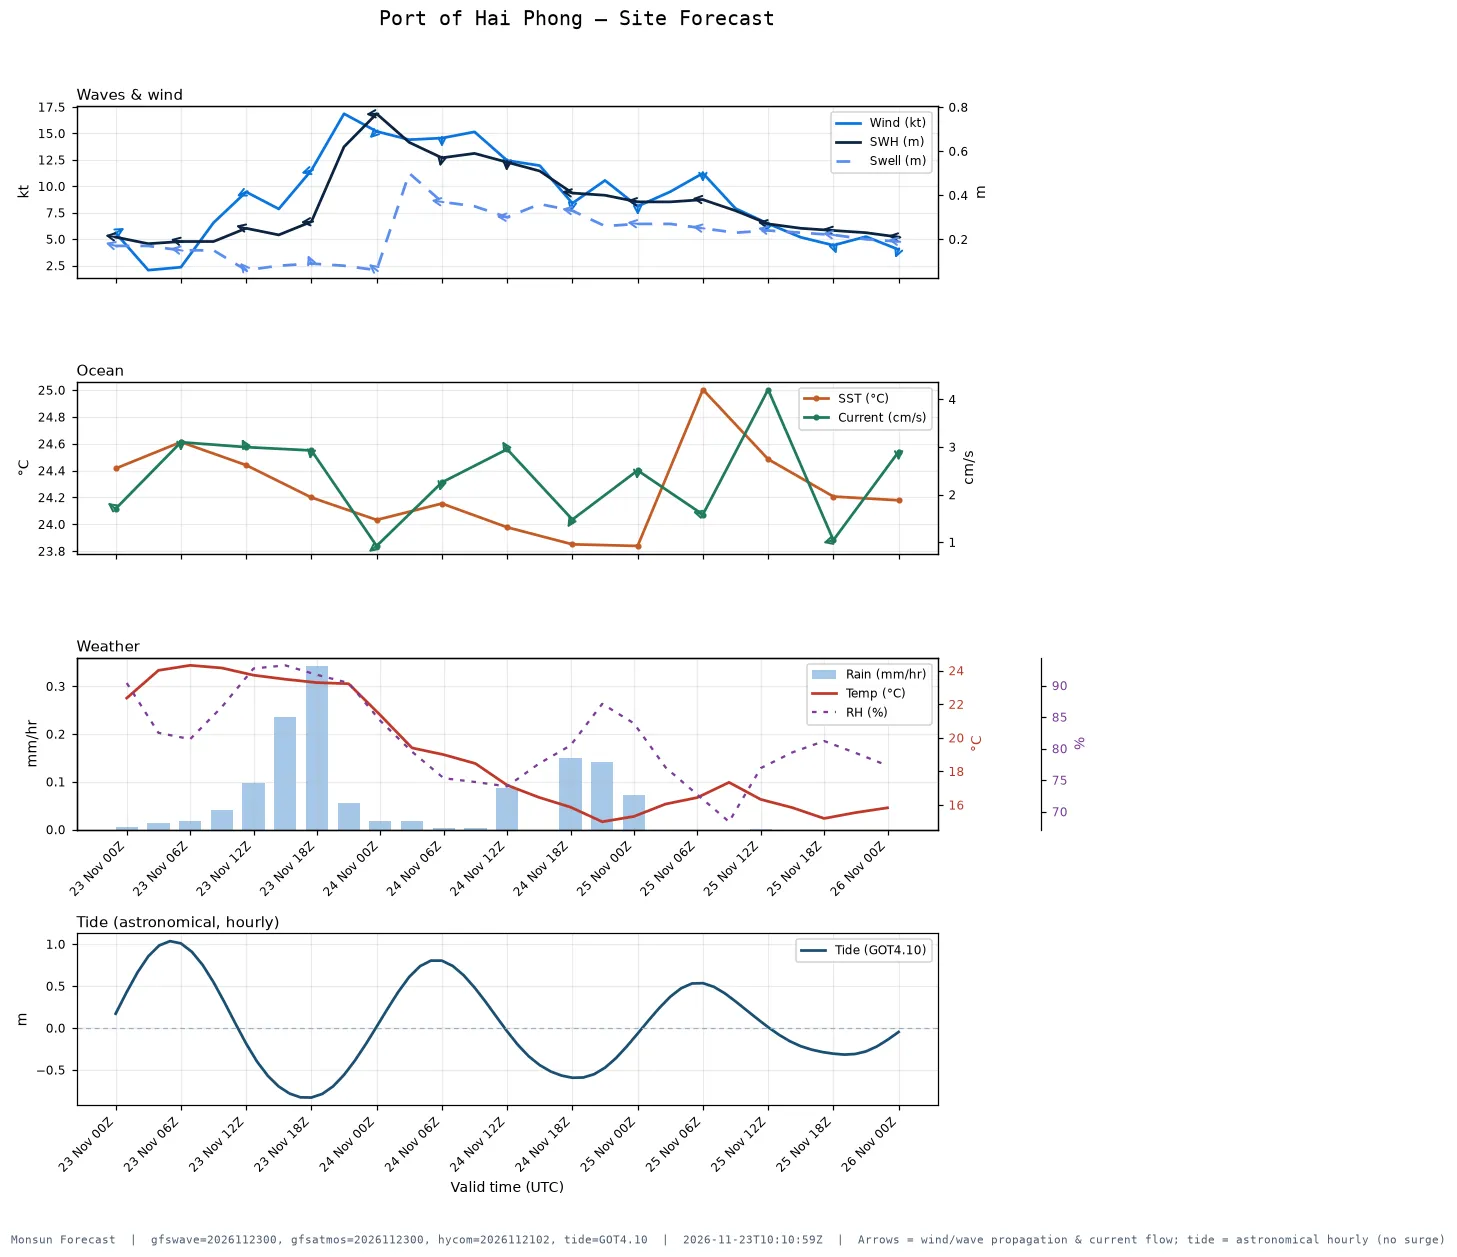 Port of Hai Phong — Site Forecast
Waves & wind
17.5
15.0
12.5
10.0
7.5
5.0
2.5
kt
0.8
0.6
0.4
0.2
m
Wind (kt)
SWH (m)
Swell (m)
Ocean
25.0
24.8
24.6
24.4
24.2
24.0
23.8
°C
4
3
2
1
cm/s
SST (°C)
Current (cm/s)
Weather
0.3
0.2
0.1
0.0
mm/hr
24
22
20
18
16
°C
90
85
80
75
70
%
Rain (mm/hr)
Temp (°C)
RH (%)
23 Nov 00Z
23 Nov 06Z
23 Nov 12Z
23 Nov 18Z
24 Nov 00Z
24 Nov 06Z
24 Nov 12Z
24 Nov 18Z
25 Nov 00Z
25 Nov 06Z
25 Nov 12Z
25 Nov 18Z
26 Nov 00Z
Tide (astronomical, hourly)
1.0
0.5
0.0
−0.5
m
Tide (GOT4.10)
23 Nov 00Z
23 Nov 06Z
23 Nov 12Z
23 Nov 18Z
24 Nov 00Z
24 Nov 06Z
24 Nov 12Z
24 Nov 18Z
25 Nov 00Z
25 Nov 06Z
25 Nov 12Z
25 Nov 18Z
26 Nov 00Z
Valid time (UTC)
Monsun Forecast | gfswave=2026112300, gfsatmos=2026112300, hycom=2026112102, tide=GOT4.10 | 2026-11-23T10:10:59Z | Arrows = wind/wave propagation & current flow; tide = astronomical hourly (no surge)